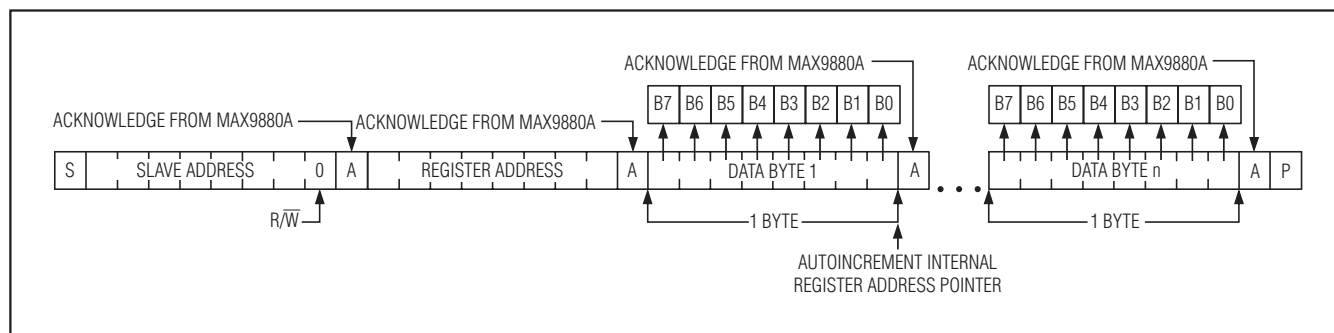 ACKNOWLEDGE FROM MAX9880A ACKNOWLEDGE FROM MAX9880A
B7 B6 B5 B4 B3 B2 B1 B0 B7 B6 B5 B4 B3 B2 B1 B0
ACKNOWLEDGE FROM MAX9880A ACKNOWLEDGE FROM MAX9880A
S SLAVE ADDRESS 0 A REGISTER ADDRESS A DATA BYTE 1 A DATA BYTE n A P
R/W̅ 1 BYTE 1 BYTE
AUTOINCREMENT INTERNAL
REGISTER ADDRESS POINTER